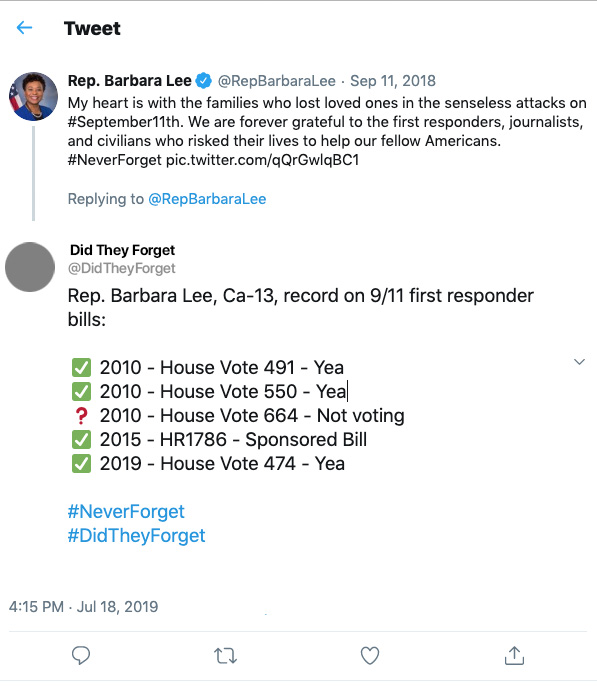 Tweet
Rep. Barbara Lee @RepBarbaraLee · Sep 11, 2018
My heart is with the families who lost loved ones in the senseless attacks on
#September11th. We are forever grateful to the first responders, journalists,
and civilians who risked their lives to help our fellow Americans.
#NeverForget pic.twitter.com/qQrGwlqBC1
Replying to @RepBarbaraLee
Did They Forget
@DidTheyForget
Rep. Barbara Lee, Ca-13, record on 9/11 first responder
bills:
✅ 2010 - House Vote 491 - Yea
✅ 2010 - House Vote 550 - Yea
❓ 2010 - House Vote 664 - Not voting
✅ 2015 - HR1786 - Sponsored Bill
✅ 2019 - House Vote 474 - Yea
#NeverForget
#DidTheyForget
4:15 PM · Jul 18, 2019